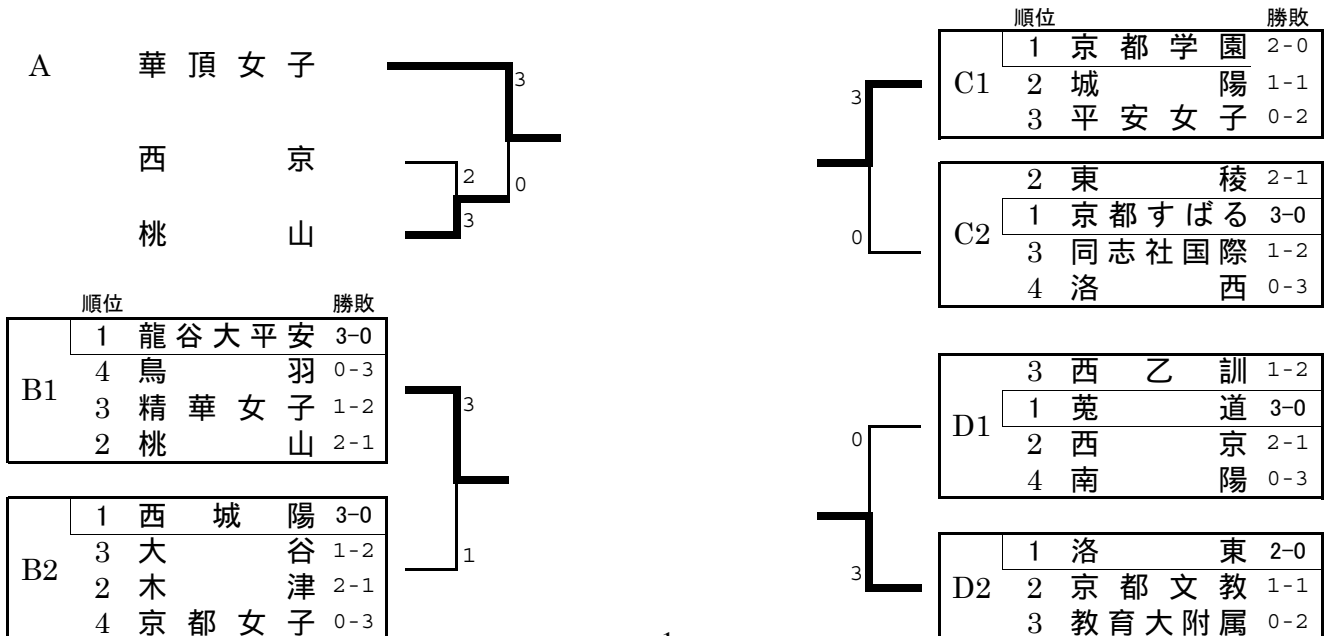 A
華頂女子
3
西京
2
0
桃山
3
順位 勝敗
B1
1 龍谷大平安 3-0
4 鳥羽 0-3
3 精華女子 1-2
2 桃山 2-1
3
B2
1 西城陽 3-0
3 大谷 1-2
2 木津 2-1
4 京都女子 0-3
1
順位 勝敗
C1
1 京都学園 2-0
2 城陽 1-1
3 平安女子 0-2
3
C2
2 東稜 2-1
1 京都すばる 3-0
3 同志社国際 1-2
4 洛西 0-3
0
D1
3 西乙訓 1-2
1 莵道 3-0
2 西京 2-1
4 南陽 0-3
0
D2
1 洛東 2-0
2 京都文教 1-1
3 教育大附属 0-2
3